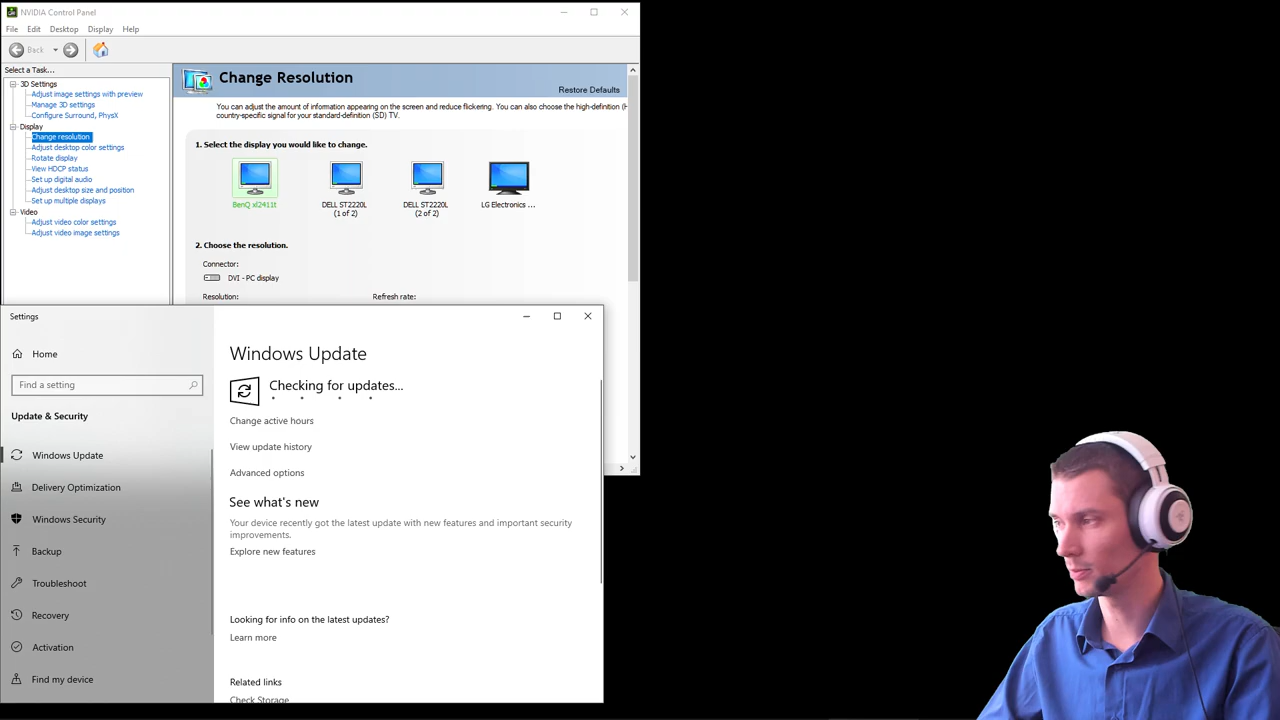 NVIDIA Control Panel
File Edit Desktop Display Help
Back
Select a Task...
3D Settings
Adjust image settings with preview
Manage 3D settings
Configure Surround, PhysX
Display
Change resolution
Adjust desktop color settings
Rotate display
View HDCP status
Set up digital audio
Adjust desktop size and position
Set up multiple displays
Video
Adjust video color settings
Adjust video image settings
Change Resolution
Restore Defaults
You can adjust the amount of information appearing on the screen and reduce flickering. You can also choose the high-definition (H
country-specific signal for your standard-definition (SD) TV.
1. Select the display you would like to change.
BenQ xl2411t
DELL ST2220L
(1 of 2)
DELL ST2220L
(2 of 2)
LG Electronics ...
2. Choose the resolution.
Connector:
DVI - PC display
Resolution:
Refresh rate:
Settings
Home
Find a setting
Update & Security
Windows Update
Delivery Optimization
Windows Security
Backup
Troubleshoot
Recovery
Activation
Find my device
Windows Update
Checking for updates...
Change active hours
View update history
Advanced options
See what's new
Your device recently got the latest update with new features and important security
improvements.
Explore new features
Looking for info on the latest updates?
Learn more
Related links
Check Storage